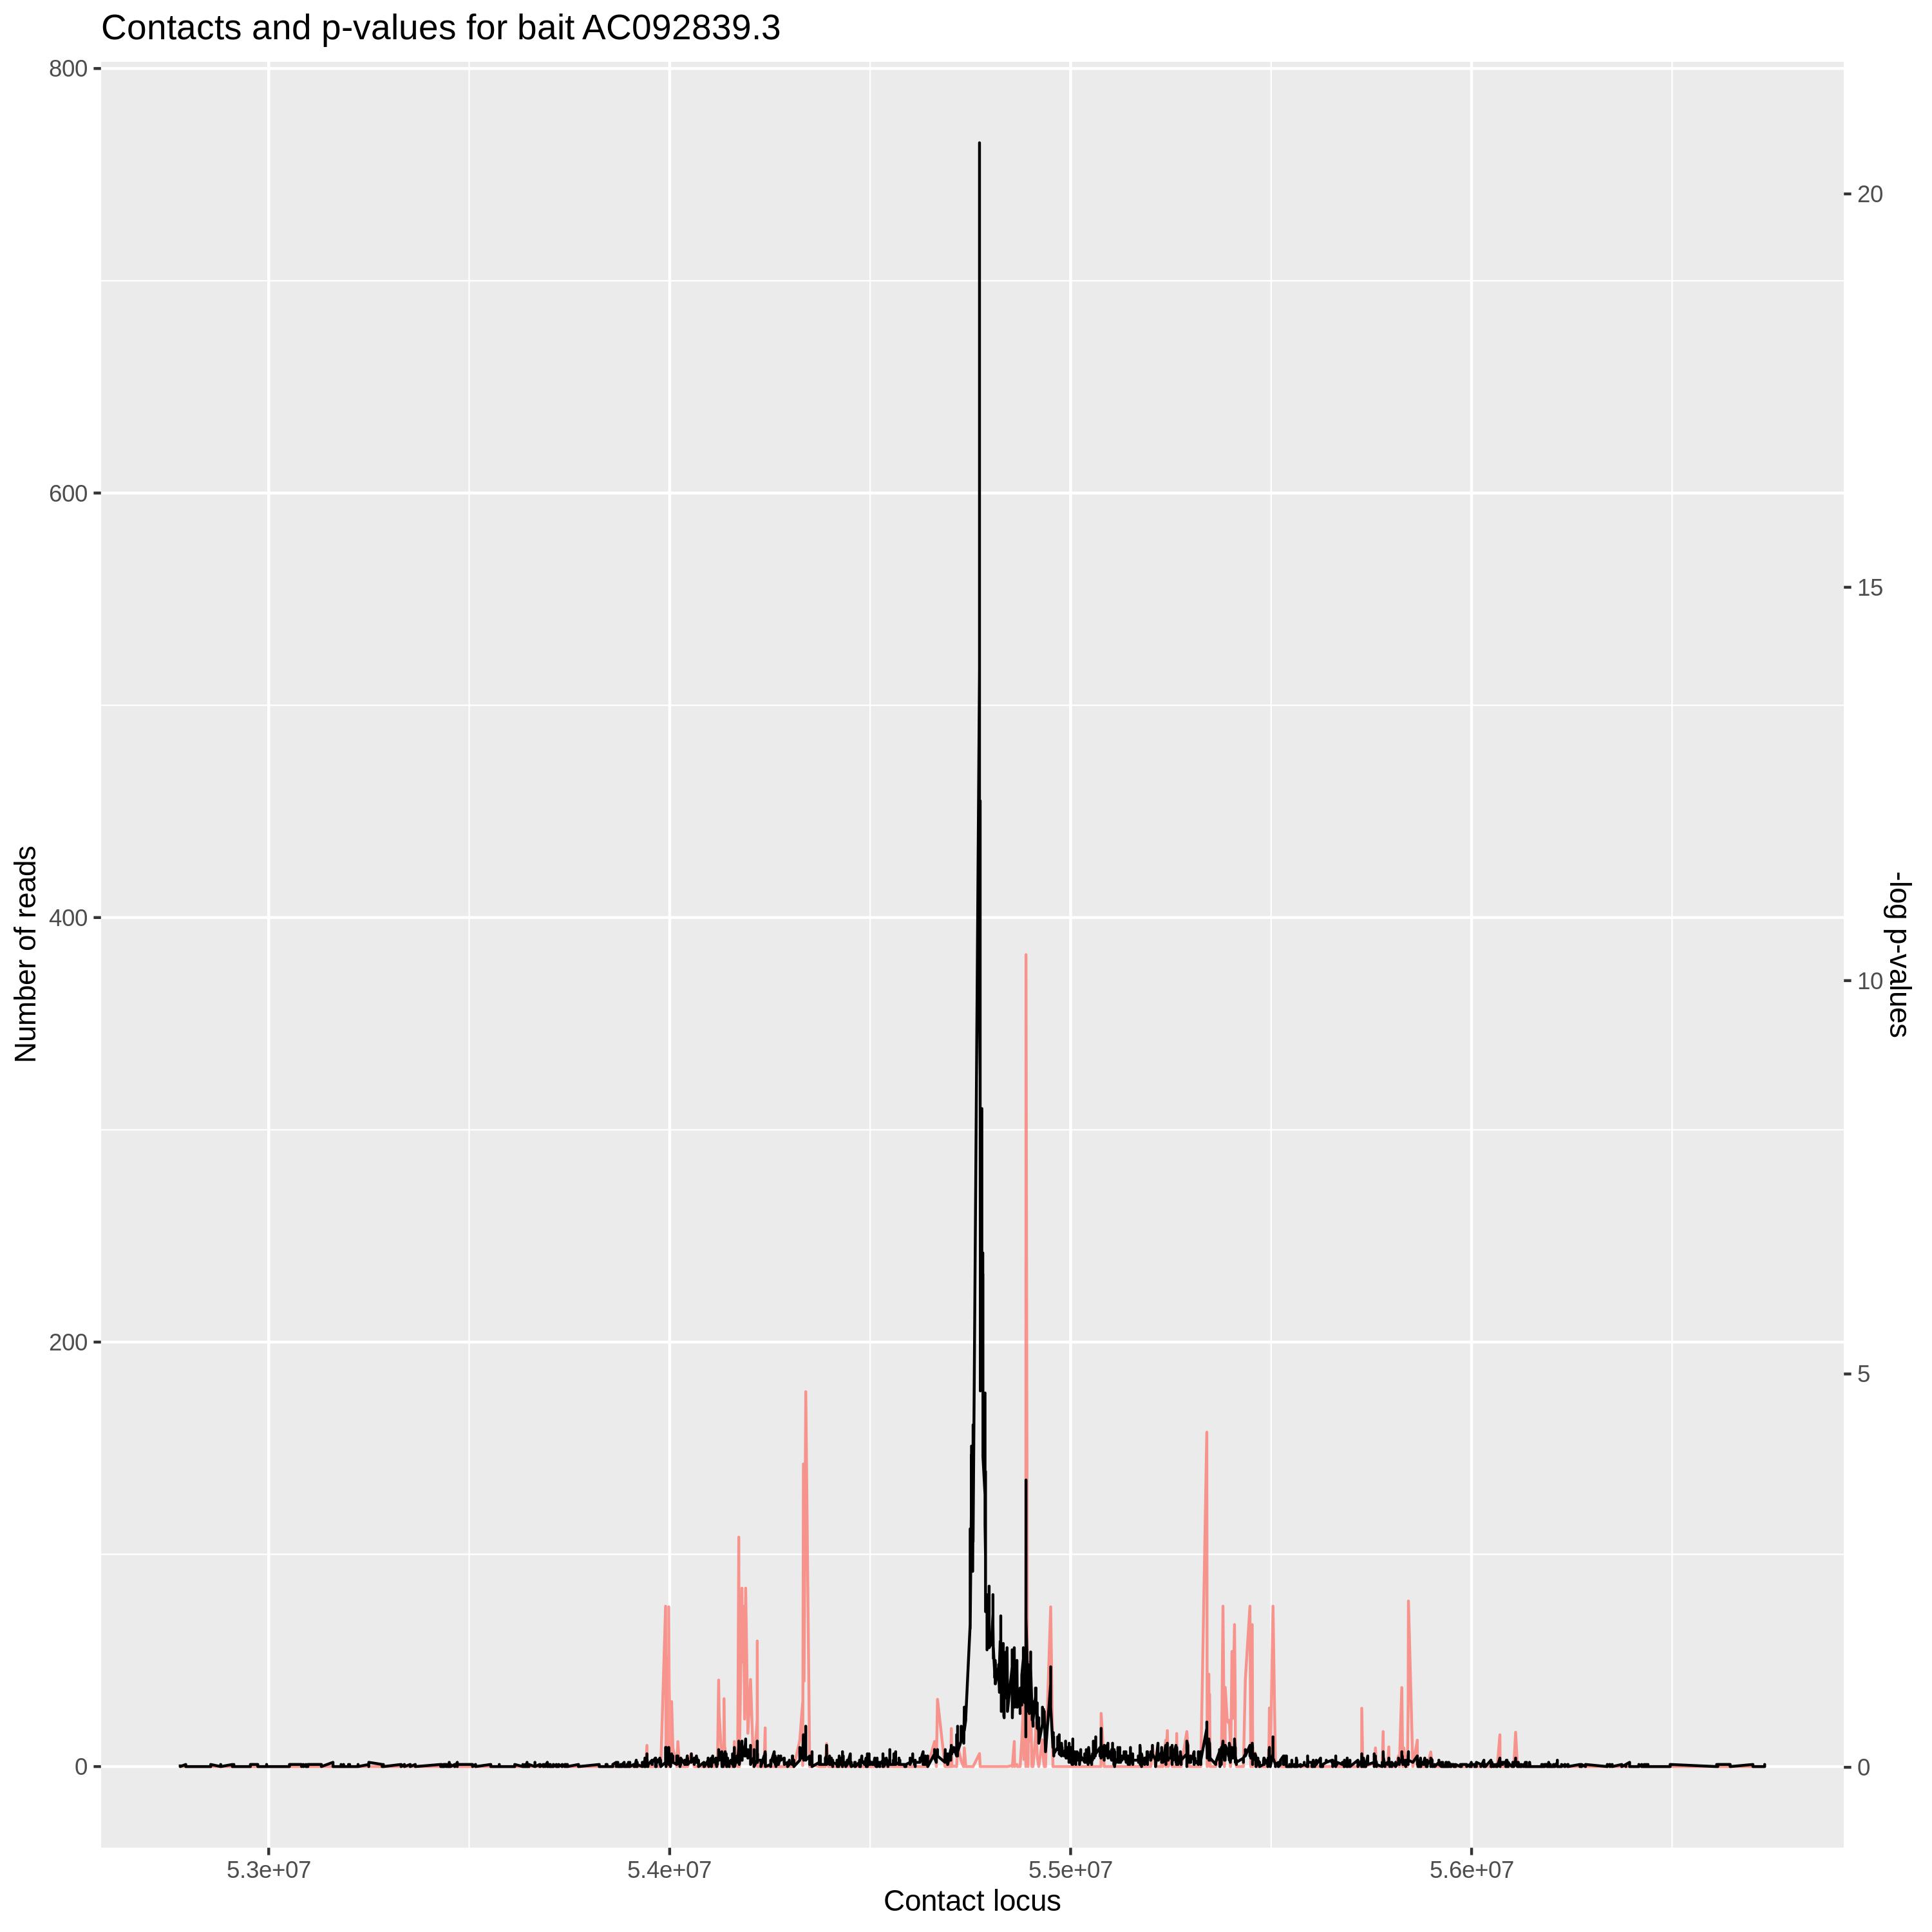 Contacts and p-values for bait AC092839.3
800
600
400
200
0
Number of reads
20
15
10
5
0
-log p-values
5.3e+07
5.4e+07
5.5e+07
5.6e+07
Contact locus